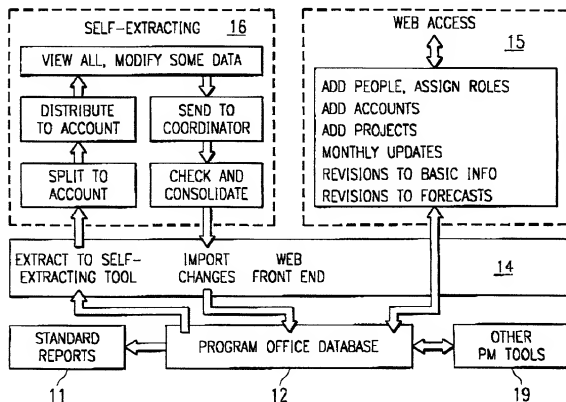 SELF-EXTRACTING 16
VIEW ALL, MODIFY SOME DATA
DISTRIBUTE
TO ACCOUNT
SEND TO
COORDINATOR
SPLIT TO
ACCOUNT
CHECK AND
CONSOLIDATE
WEB ACCESS
15
ADD PEOPLE, ASSIGN ROLES
ADD ACCOUNTS
ADD PROJECTS
MONTHLY UPDATES
REVISIONS TO BASIC INFO
REVISIONS TO FORECASTS
EXTRACT TO SELF-
EXTRACTING TOOL
IMPORT
CHANGES
WEB
FRONT END
14
STANDARD
REPORTS
11
PROGRAM OFFICE DATABASE
12
OTHER
PM TOOLS
19